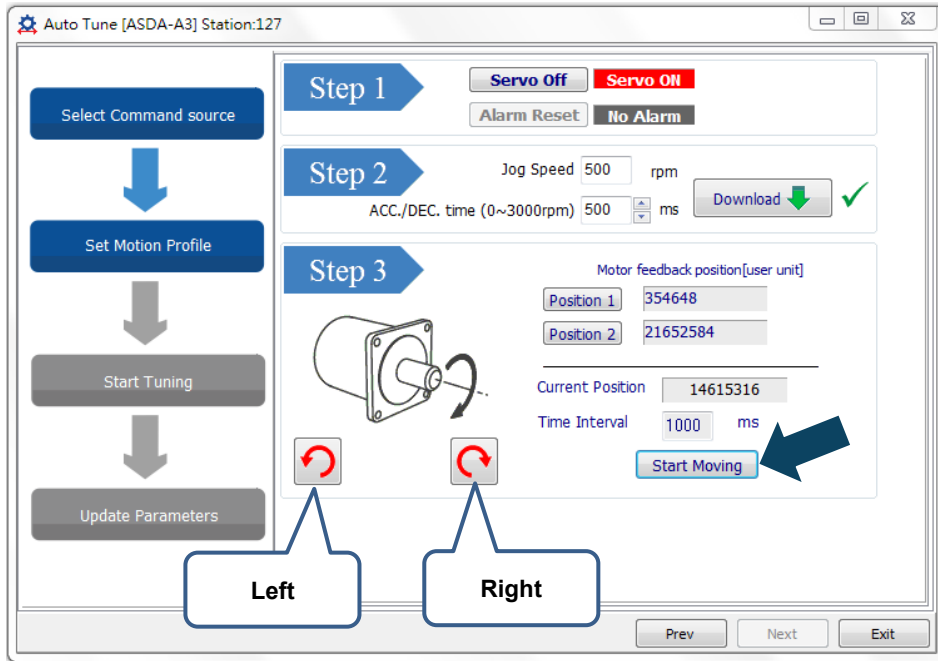 Auto Tune [ASDA-A3] Station:127
Select Command source
Set Motion Profile
Start Tuning
Update Parameters
Step 1
Servo Off Servo ON
Alarm Reset No Alarm
Step 2
Jog Speed 500 rpm
ACC./DEC. time (0~3000rpm) 500 ms
Download
Step 3
Motor feedback position[user unit]
Position 1 354648
Position 2 21652584
Current Position 14615316
Time Interval 1000 ms
Start Moving
Left
Right
Prev Next Exit